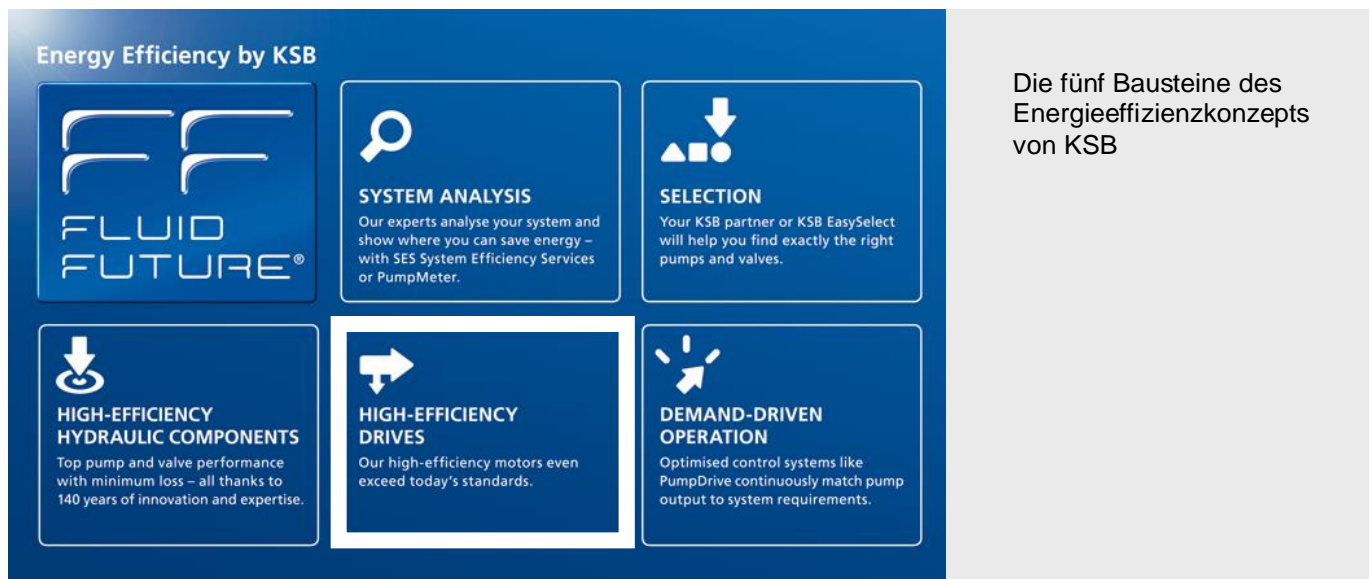 Energy Efficiency by KSB
FF
FLUID
FUTURE®
SYSTEM ANALYSIS
Our experts analyse your system and
show where you can save energy –
with SES System Efficiency Services
or PumpMeter.
SELECTION
Your KSB partner or KSB EasySelect
will help you find exactly the right
pumps and valves.
HIGH-EFFICIENCY
HYDRAULIC COMPONENTS
Top pump and valve performance
with minimum loss – all thanks to
140 years of innovation and expertise.
HIGH-EFFICIENCY
DRIVES
Our high-efficiency motors even
exceed today's standards.
DEMAND-DRIVEN
OPERATION
Optimised control systems like
PumpDrive continuously match pump
output to system requirements.
Die fünf Bausteine des
Energieeffizienzkonzepts
von KSB